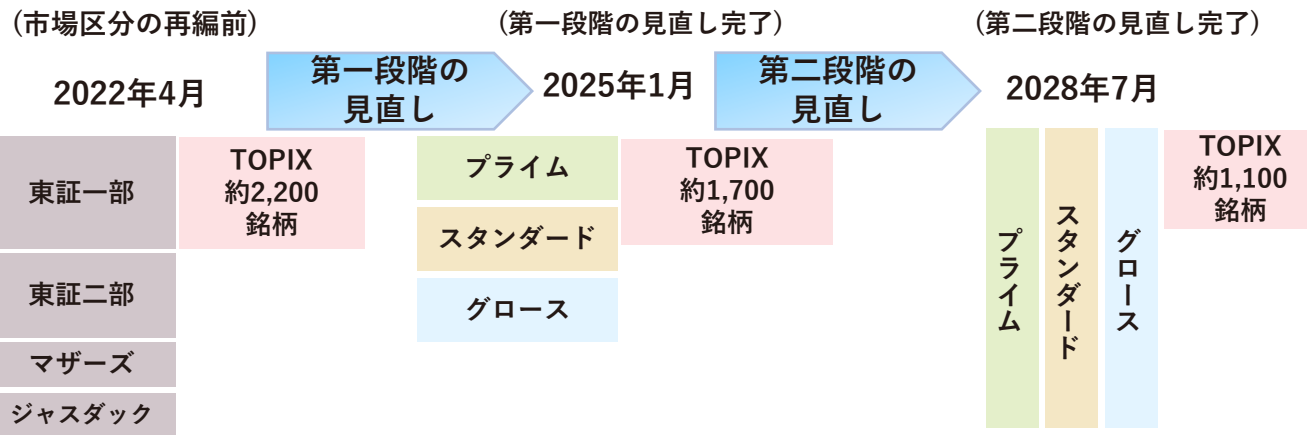 (市場区分の再編前)
(第一段階の見直し完了)
(第二段階の見直し完了)
2022年4月
第一段階の
見直し
2025年1月
第二段階の
見直し
2028年7月
東証一部
TOPIX
約2,200
銘柄
東証二部
マザーズ
ジャスダック
プライム
スタンダード
グロース
TOPIX
約1,700
銘柄
プライム
スタンダード
グロース
TOPIX
約1,100
銘柄